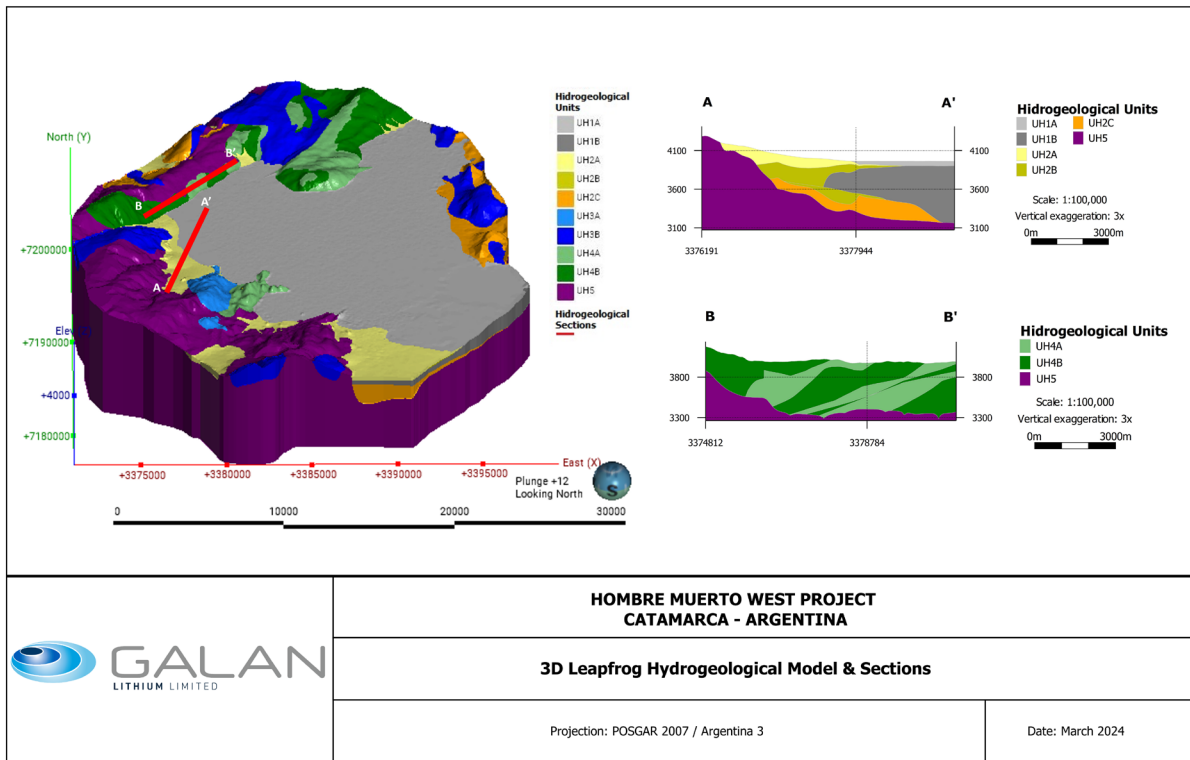 North (Y)
+7200000
Elev
+7190000
+4000
+7180000
B'
B
A'
A
+3375000
+3380000
+3385000
+3390000
+3395000
East (X)
Plunge +12
Looking North
S
0
10000
20000
30000
Hidrogeological
Units
UH1A
UH1B
UH2A
UH2B
UH2C
UH3A
UH3B
UH4A
UH4B
UH5
Hidrogeological
Sections
A
A'
4100
4100
3600
3600
3100
3100
3376191
3377944
Hidrogeological Units
UH1A
UH2C
UH1B
UH5
UH2A
UH2B
Scale: 1:100,000
Vertical exaggeration: 3x
0m
3000m
B
B'
3800
3800
3300
3300
3374812
3378784
Hidrogeological Units
UH4A
UH4B
UH5
Scale: 1:100,000
Vertical exaggeration: 3x
0m
3000m
GALAN
LITHIUM LIMITED
HOMBRE MUERTO WEST PROJECT
CATAMARCA - ARGENTINA
3D Leapfrog Hydrogeological Model & Sections
Projection: POSGAR 2007 / Argentina 3
Date: March 2024